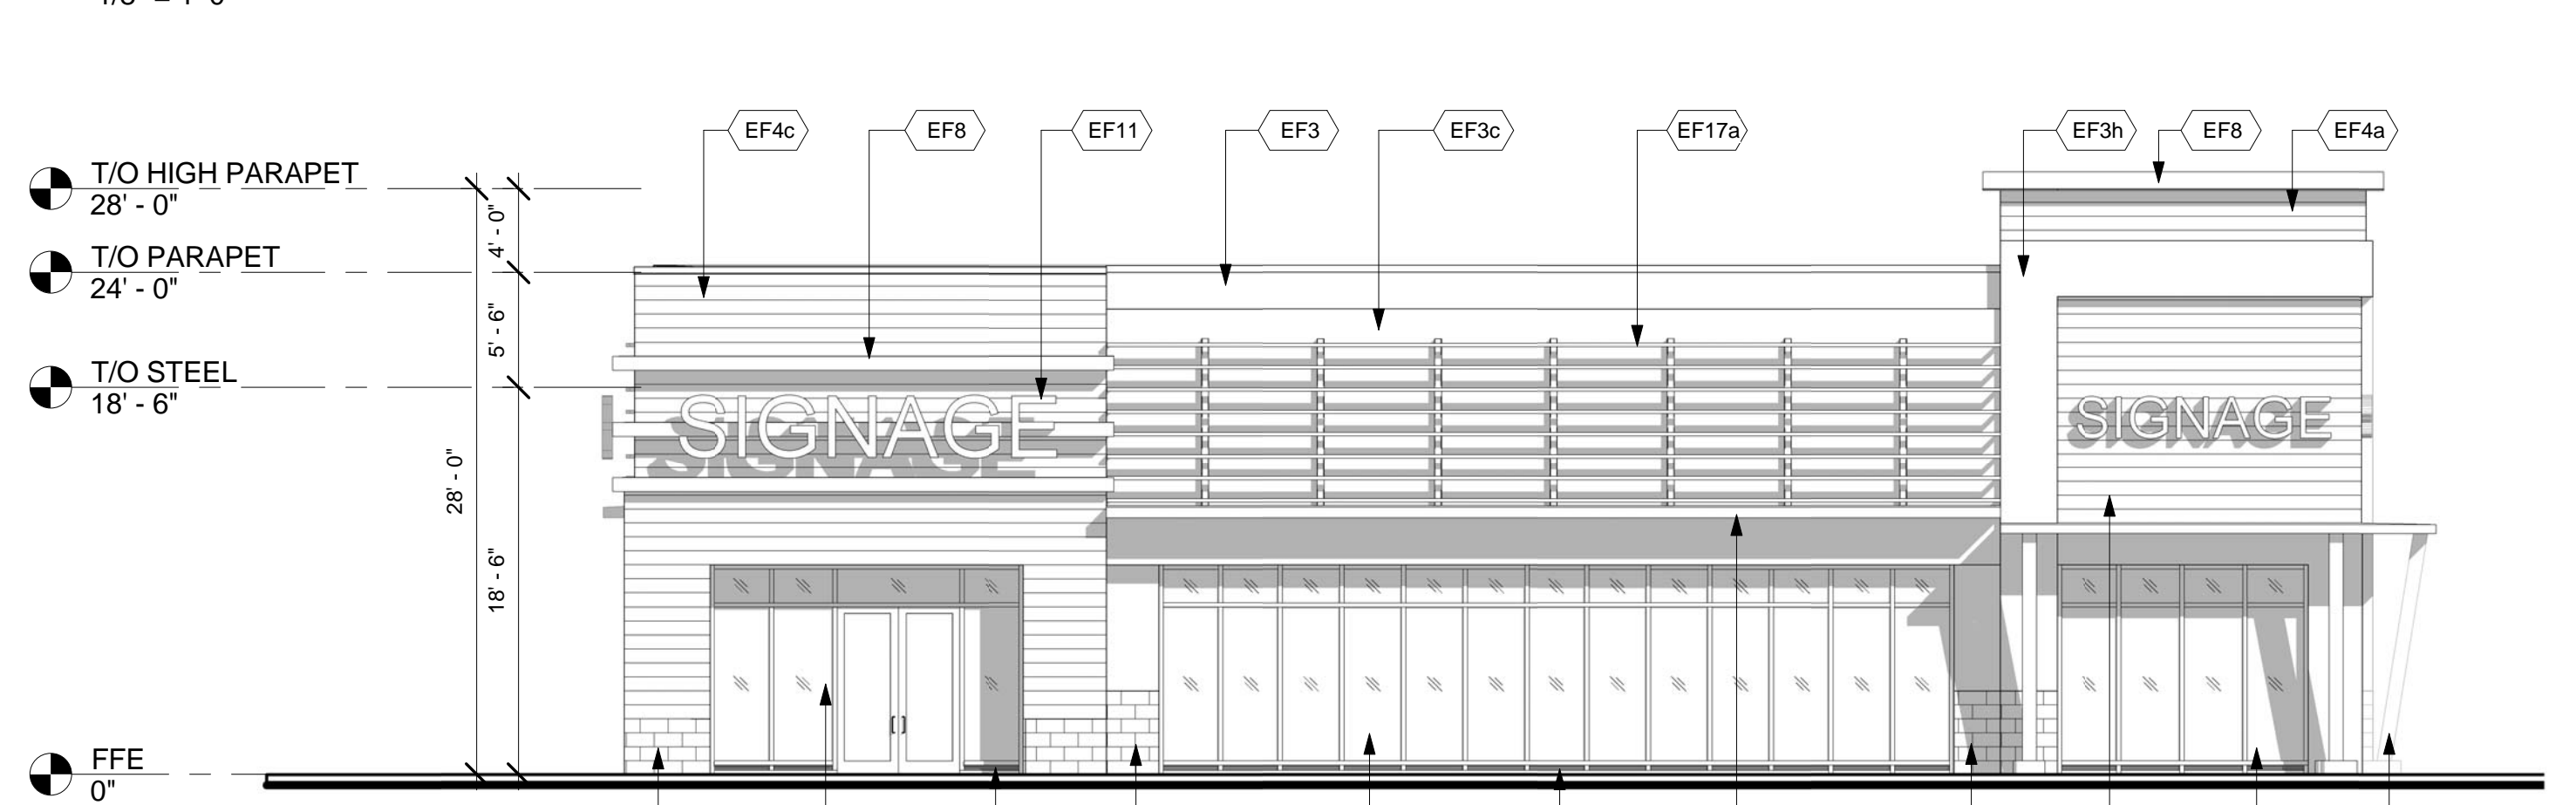 EF4c
EF8
EF11
EF3
EF3c
EF17a
EF3h
EF8
EF4a
T/O HIGH PARAPET
28' - 0"
4' - 0"
T/O PARAPET
24' - 0"
5' - 6"
T/O STEEL
18' - 6"
SIGNAGE
SIGNAGE
28' - 0"
18' - 6"
FFE
0"